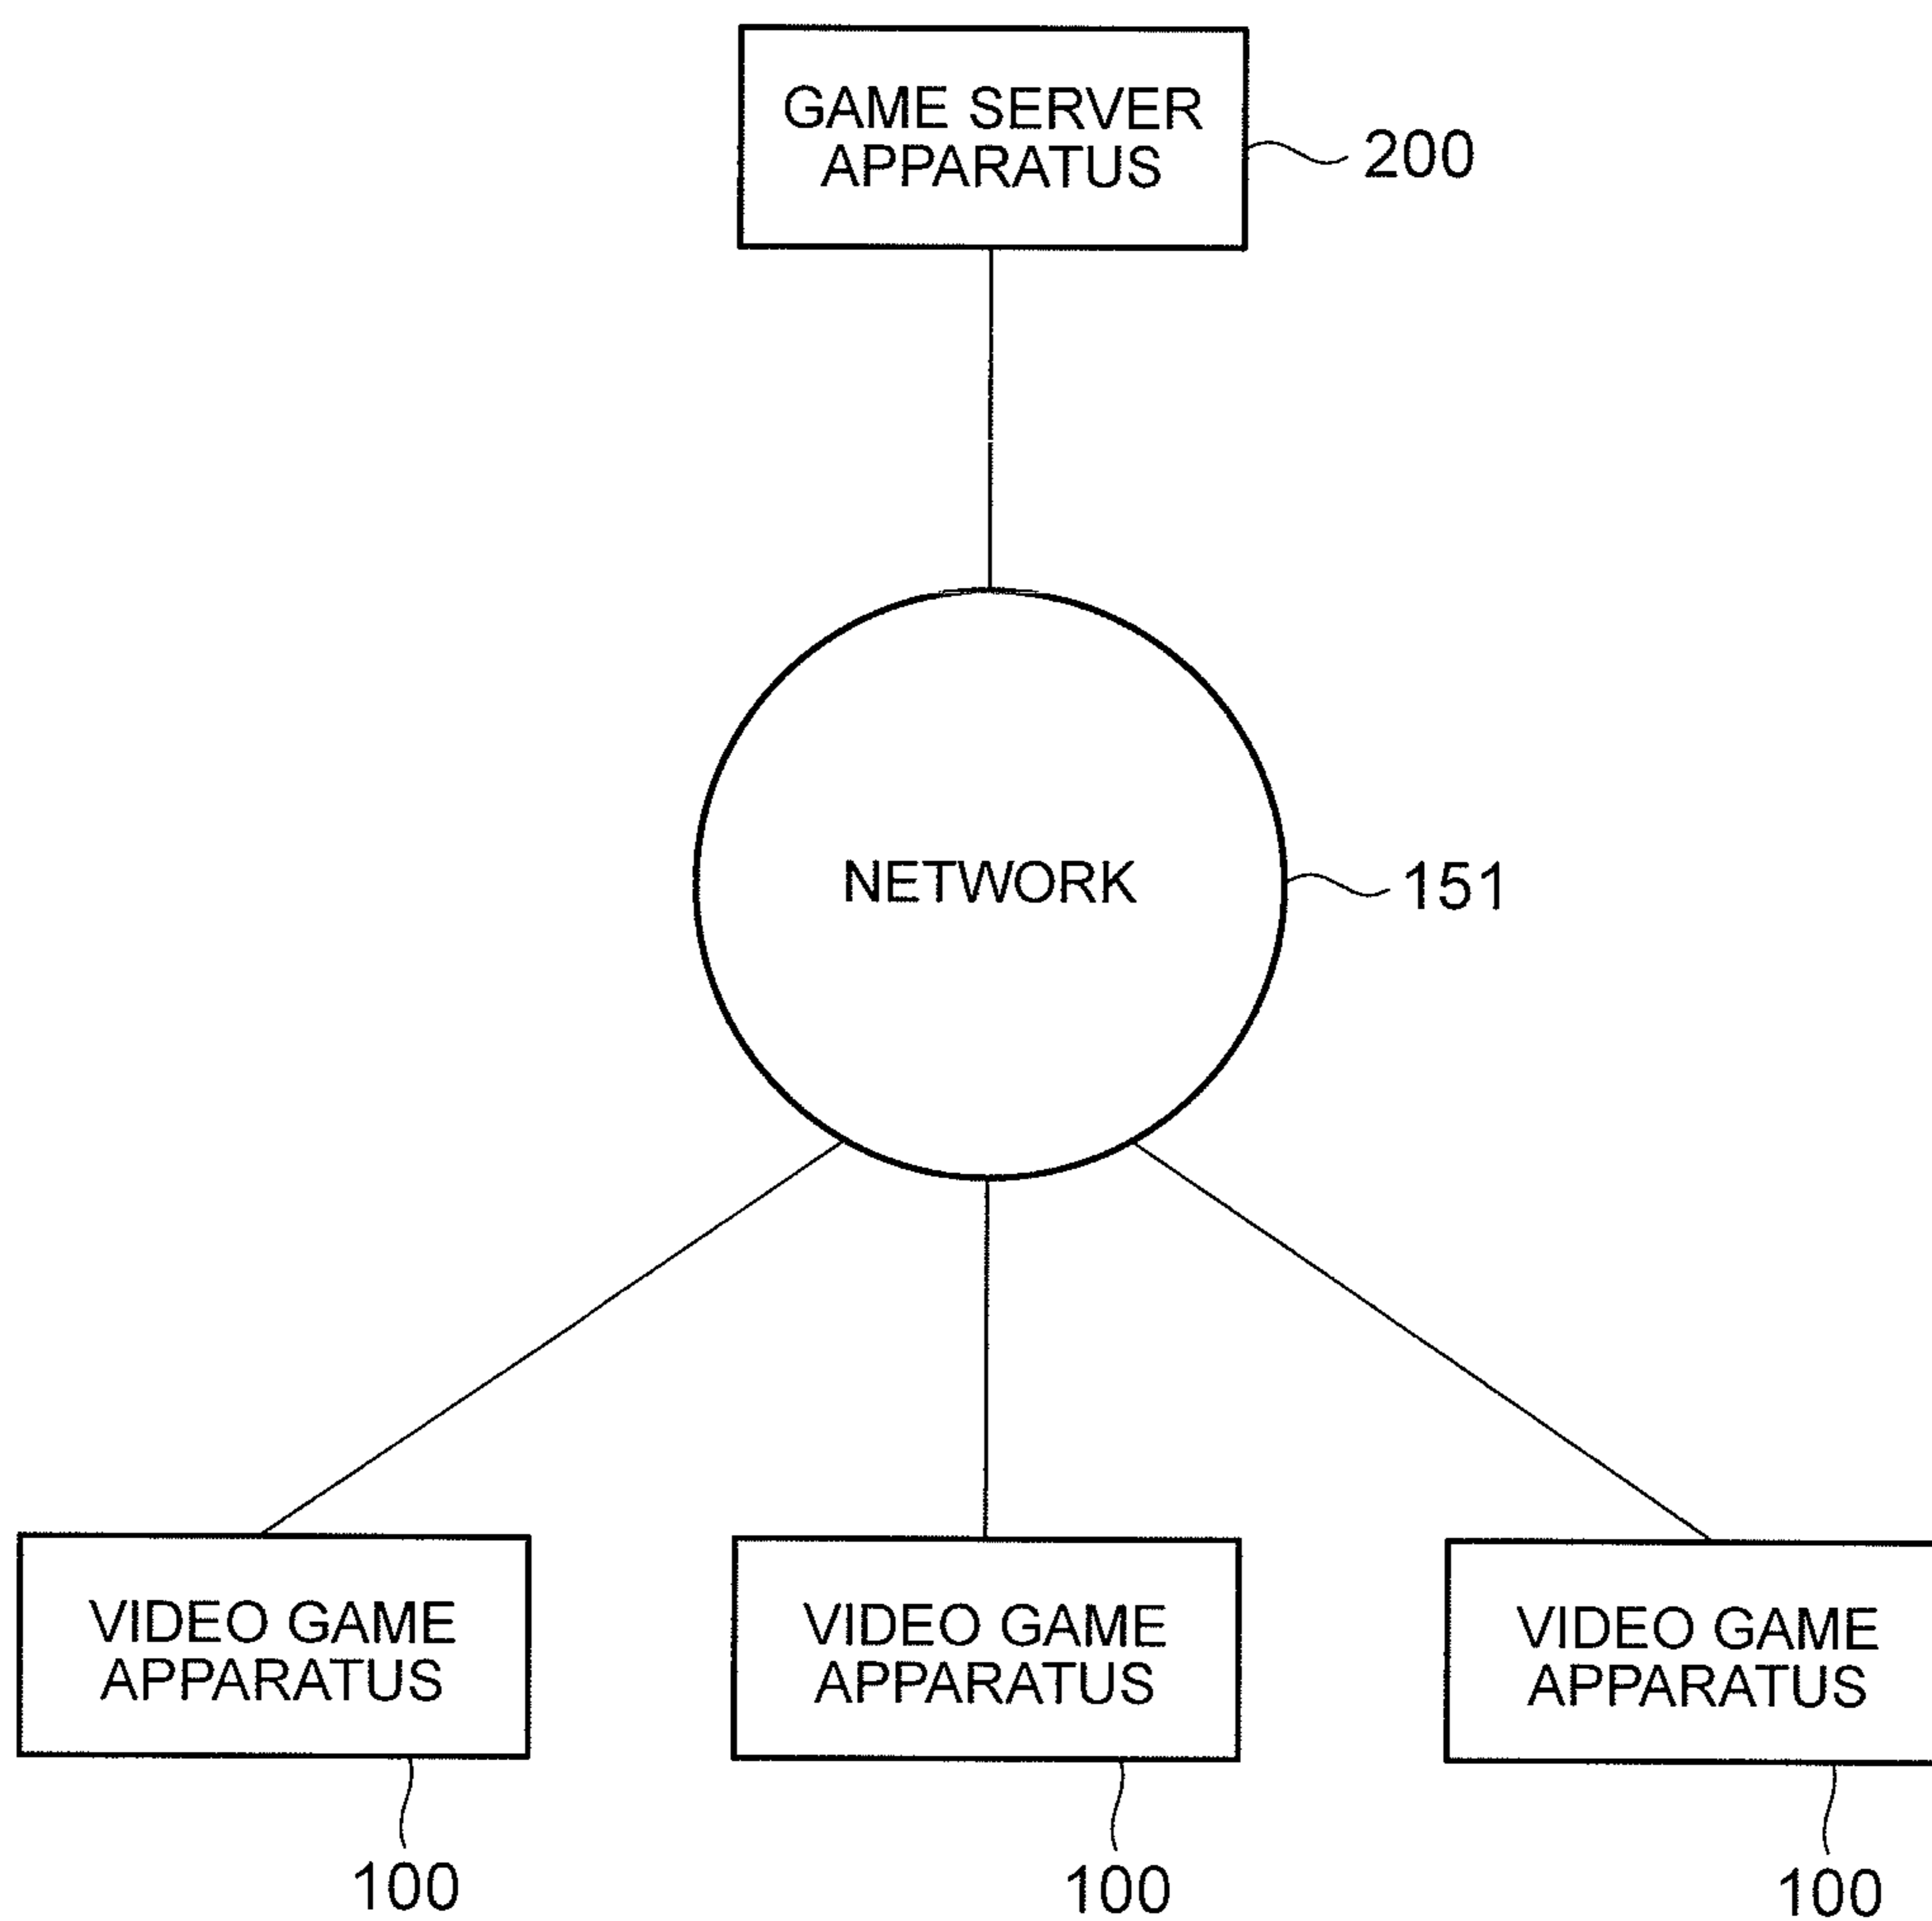 GAME SERVER
APPARATUS
200
NETWORK
151
VIDEO GAME
APPARATUS
VIDEO GAME
APPARATUS
VIDEO GAME
APPARATUS
100
100
100